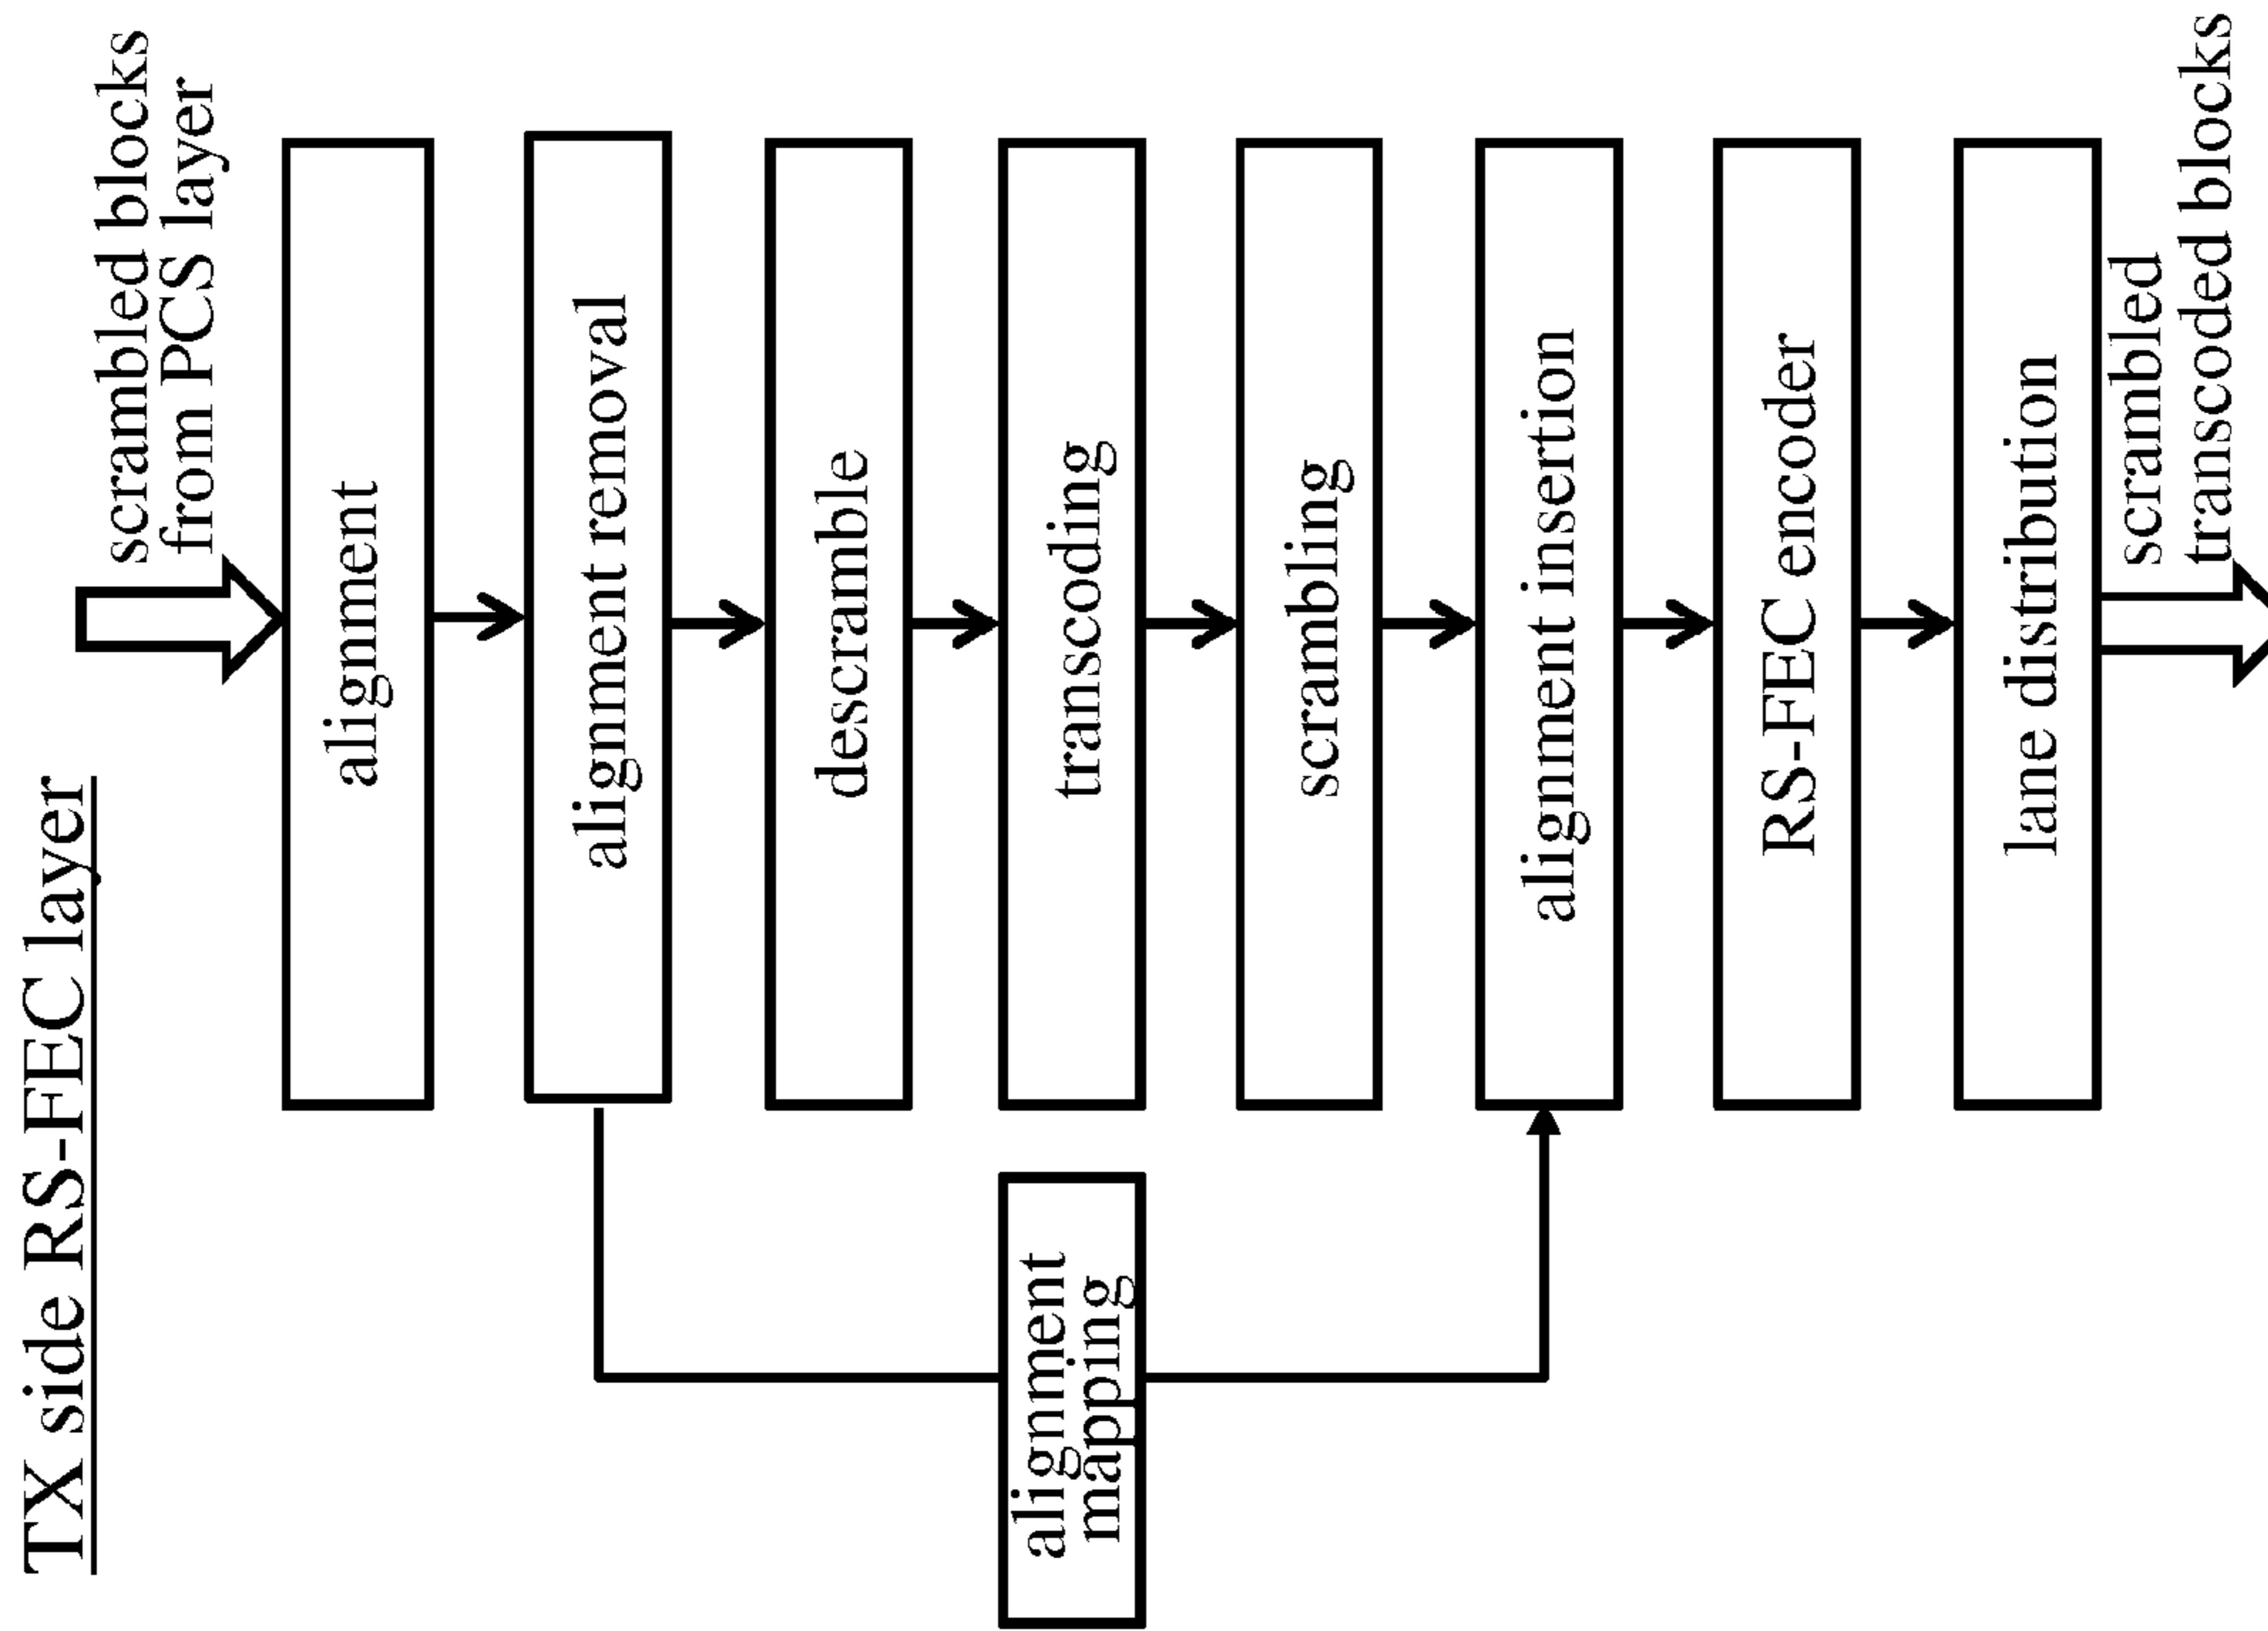 TX side RS-FEC layer
scrambled blocks
from PCS layer
alignment
alignment removal
descramble
transcoding
scrambling
alignment insertion
RS-FEC encoder
lane distribution
alignment
mapping
scrambled
transcoded blocks